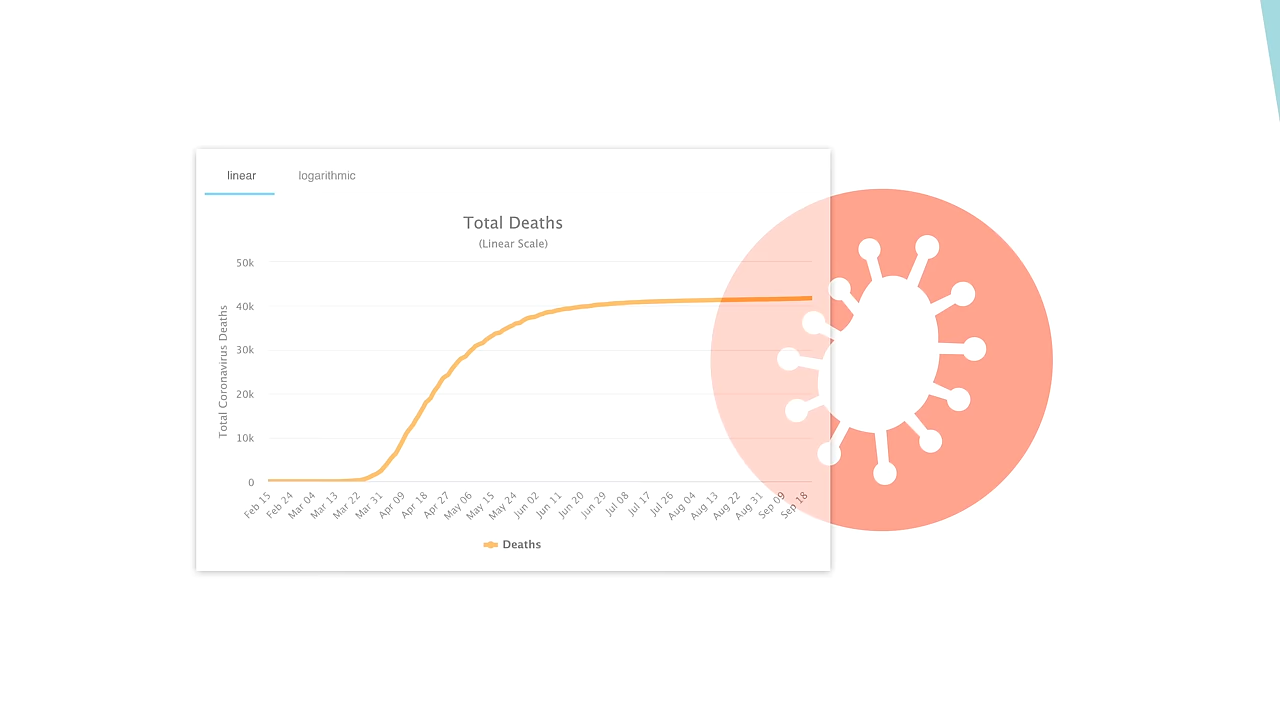 linear
logarithmic
Total Deaths
(Linear Scale)
Total Coronavirus Deaths
50k
40k
30k
20k
10k
0
Feb 15
Feb 24
Mar 04
Mar 13
Mar 22
Mar 31
Apr 09
Apr 18
Apr 27
May 06
May 15
May 24
Jun 02
Jun 11
Jun 20
Jun 29
Jul 08
Jul 17
Jul 26
Aug 04
Aug 13
Aug 22
Aug 31
Sep 09
Sep 18
Deaths